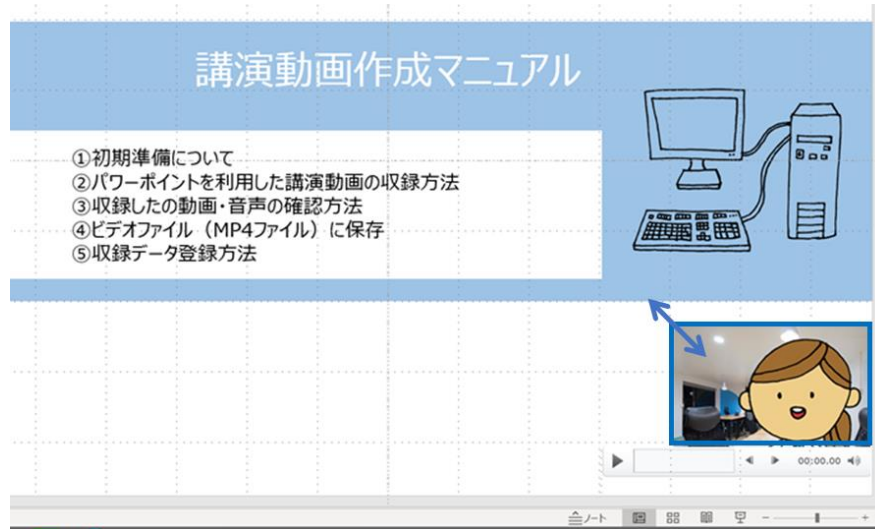 講演動画作成マニュアル
①初期準備について
②パワーポイントを利用した講演動画の収録方法
③収録したの動画・音声の確認方法
④ビデオファイル（MP4ファイル）に保存
⑤収録データ登録方法
00:00.00
ノート